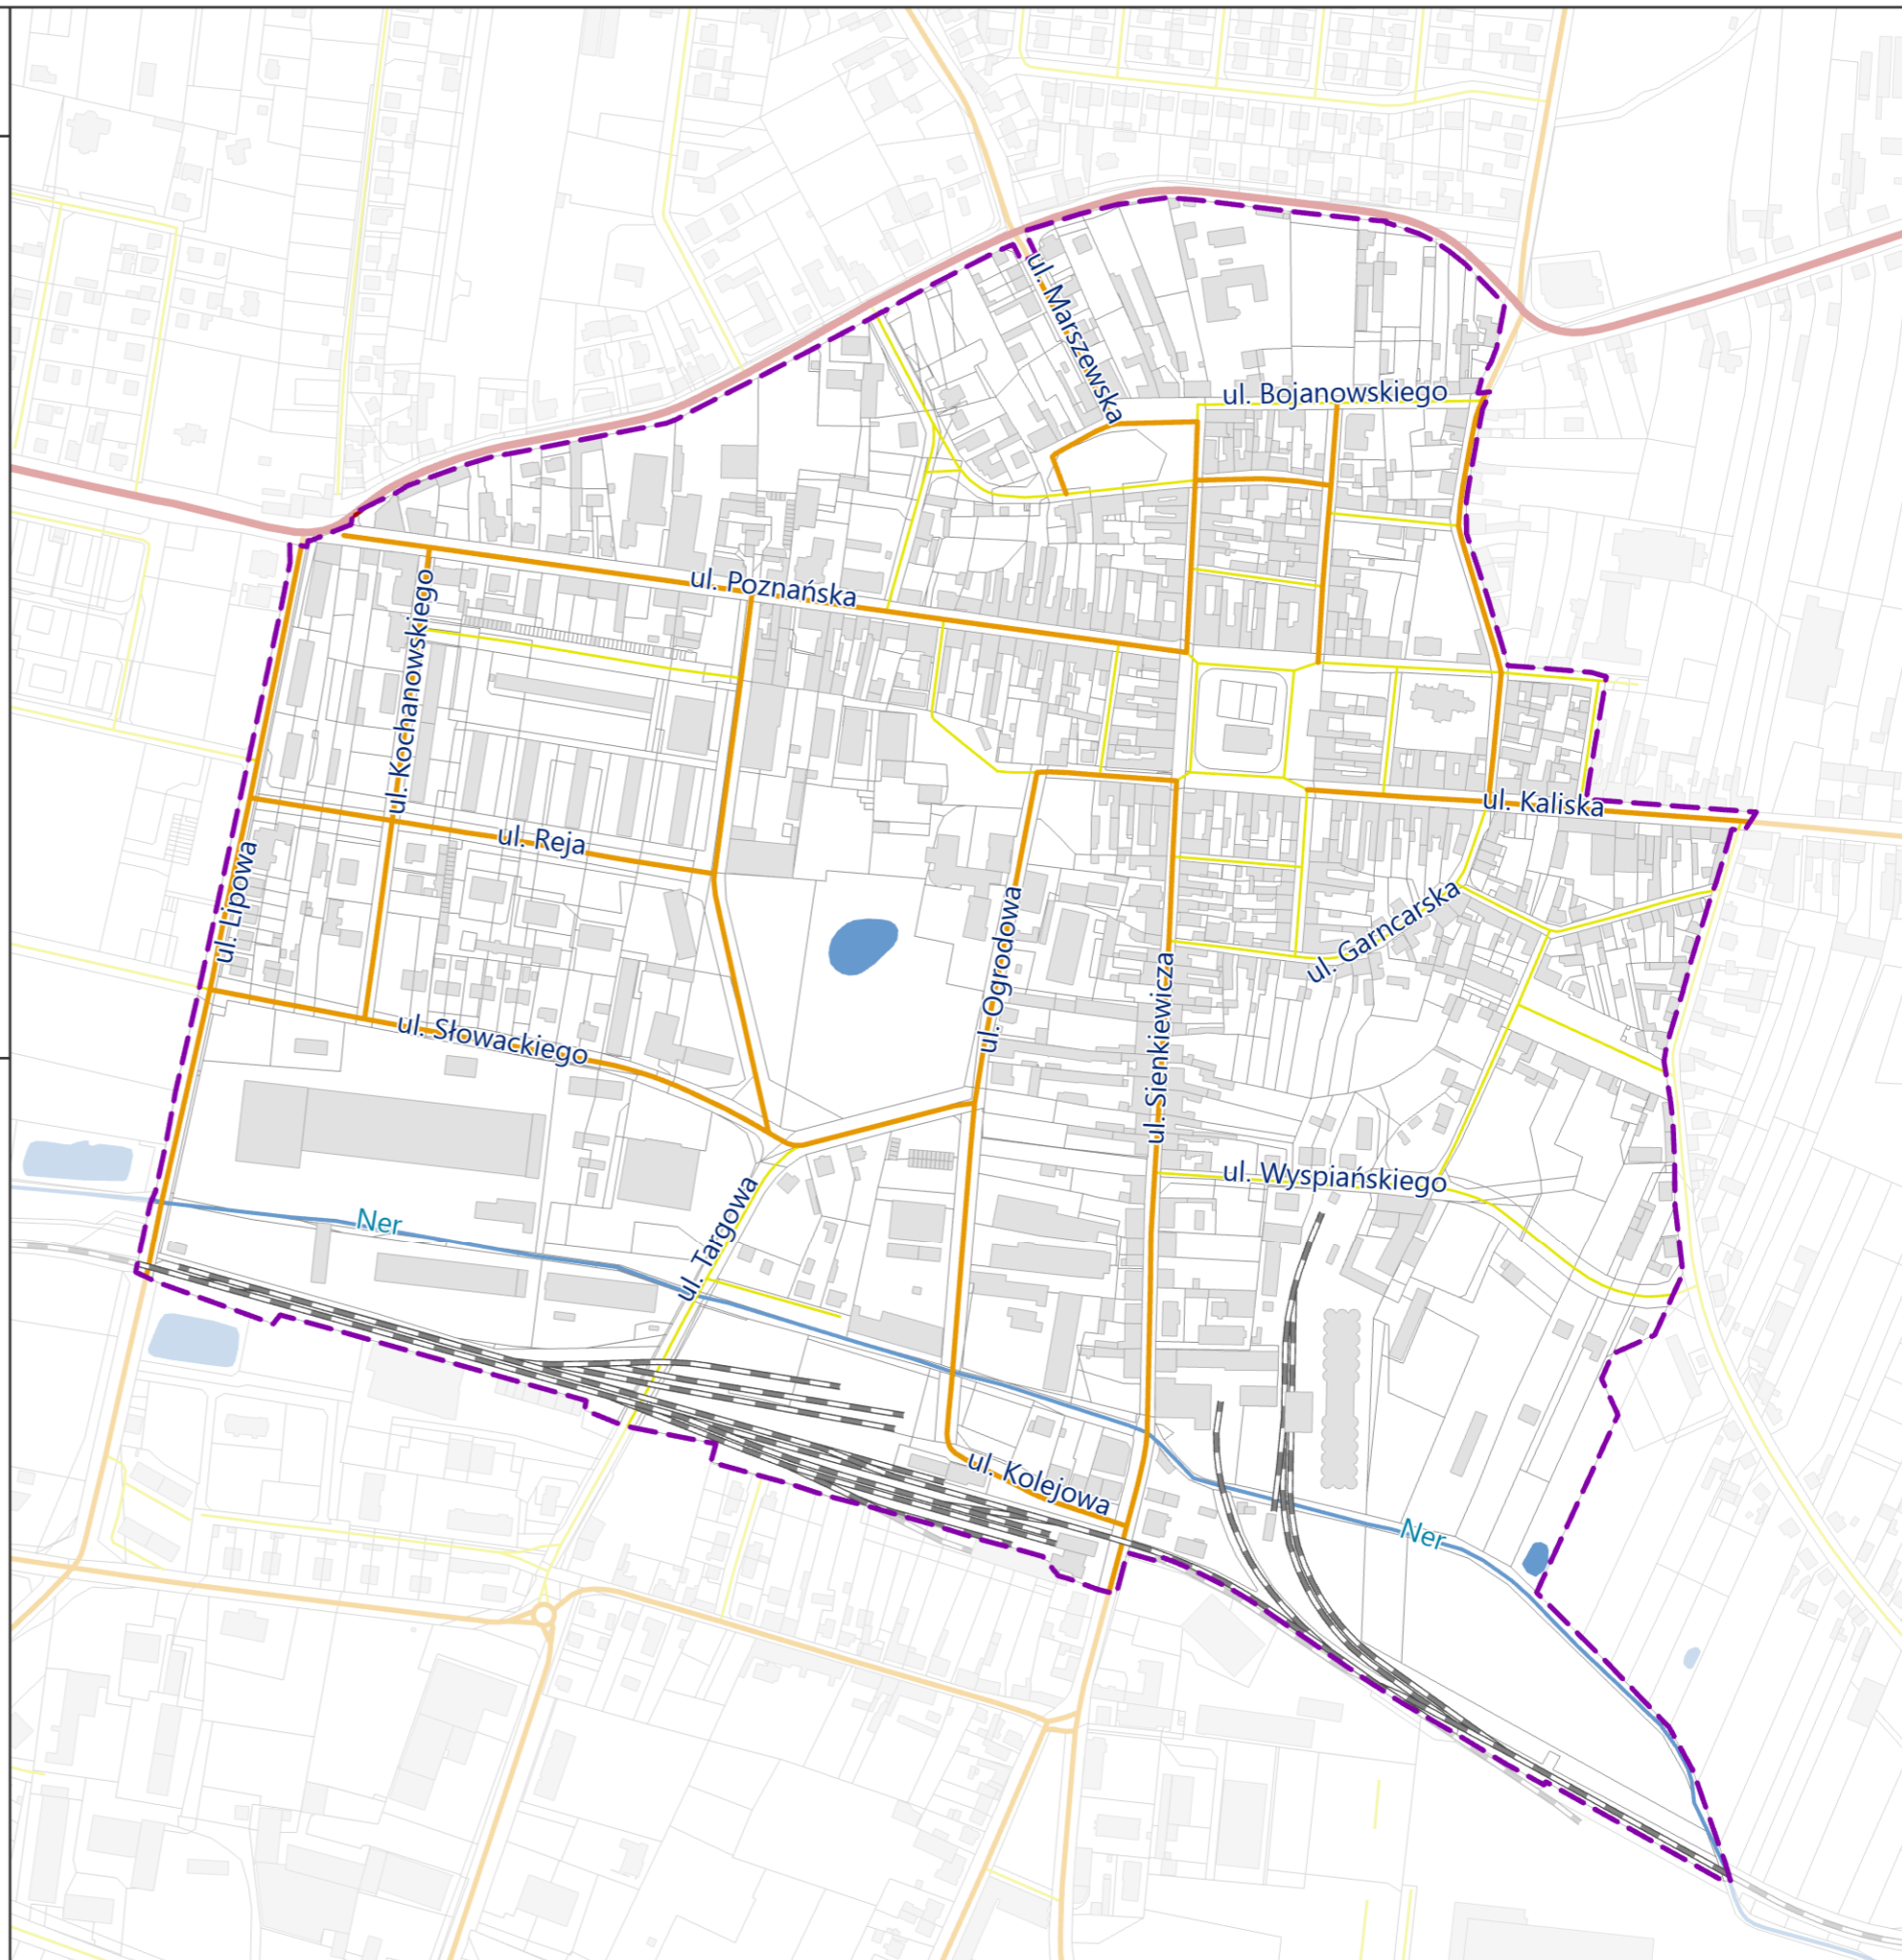 ul. Marszewska
ul. Bojanowskiego
ul. Poznańska
ul. Kochanowskiego
ul. Kaliska
ul. Reja
ul. Lipowa
ul. Garncarska
ul. Ogrodowa
ul. Sienkiewicza
ul. Słowackiego
ul. Wyspiańskiego
ul. Targowa
Ner
ul. Kolejowa
Ner